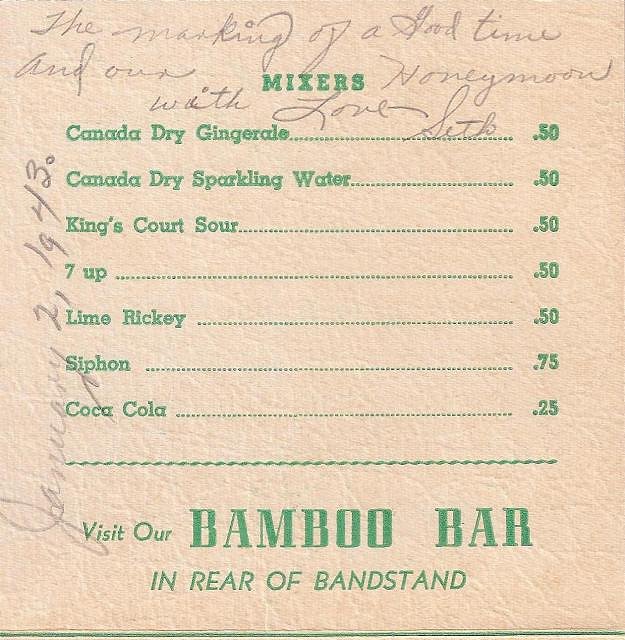 The marking of a Good time
and our Honeymoon
MIXERS
with Love Seth
Canada Dry Gingerale .50
Canada Dry Sparkling Water .50
King's Court Sour .50
7 up .50
Lime Rickey .50
Siphon .75
Coca Cola .25
January 2, 1943.
Visit Our BAMBOO BAR
IN REAR OF BANDSTAND